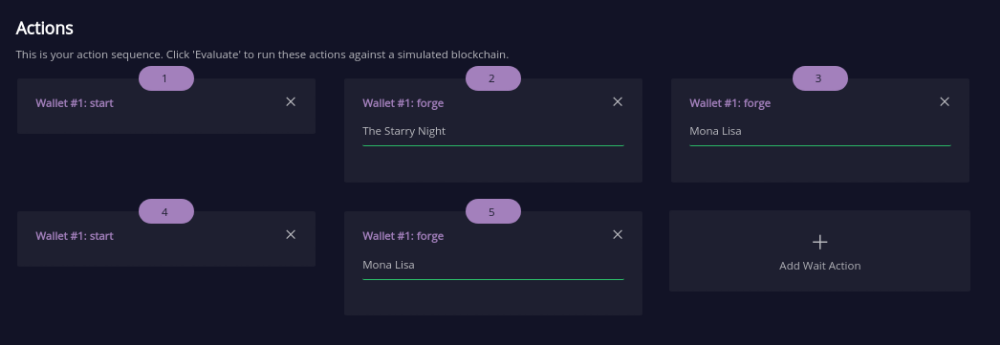 Actions
This is your action sequence. Click 'Evaluate' to run these actions against a simulated blockchain.
1
Wallet #1: start
2
Wallet #1: forge
The Starry Night
3
Wallet #1: forge
Mona Lisa
4
Wallet #1: start
5
Wallet #1: forge
Mona Lisa
Add Wait Action